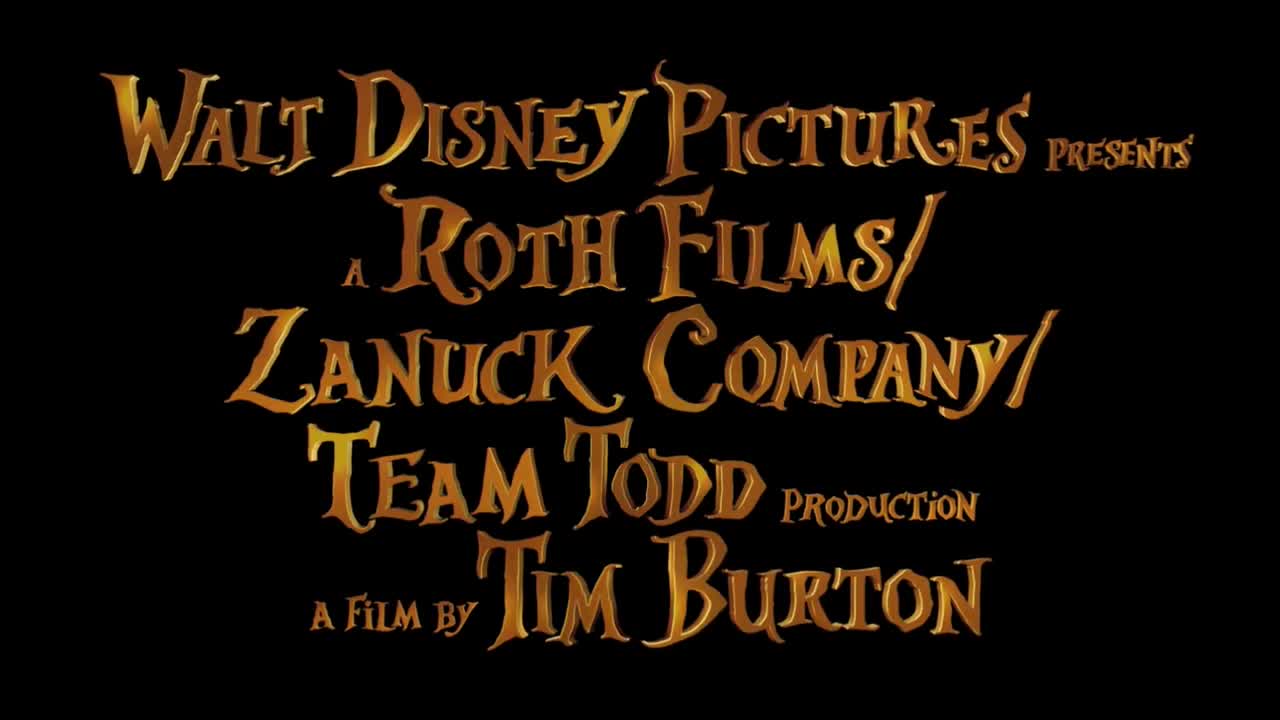 WALT DISNEY PICTURES PRESENTS
A ROTH FILMS/
ZANUCK COMPANY/
TEAM TODD PRODUCTION
A FiLM BY TIM BURTON